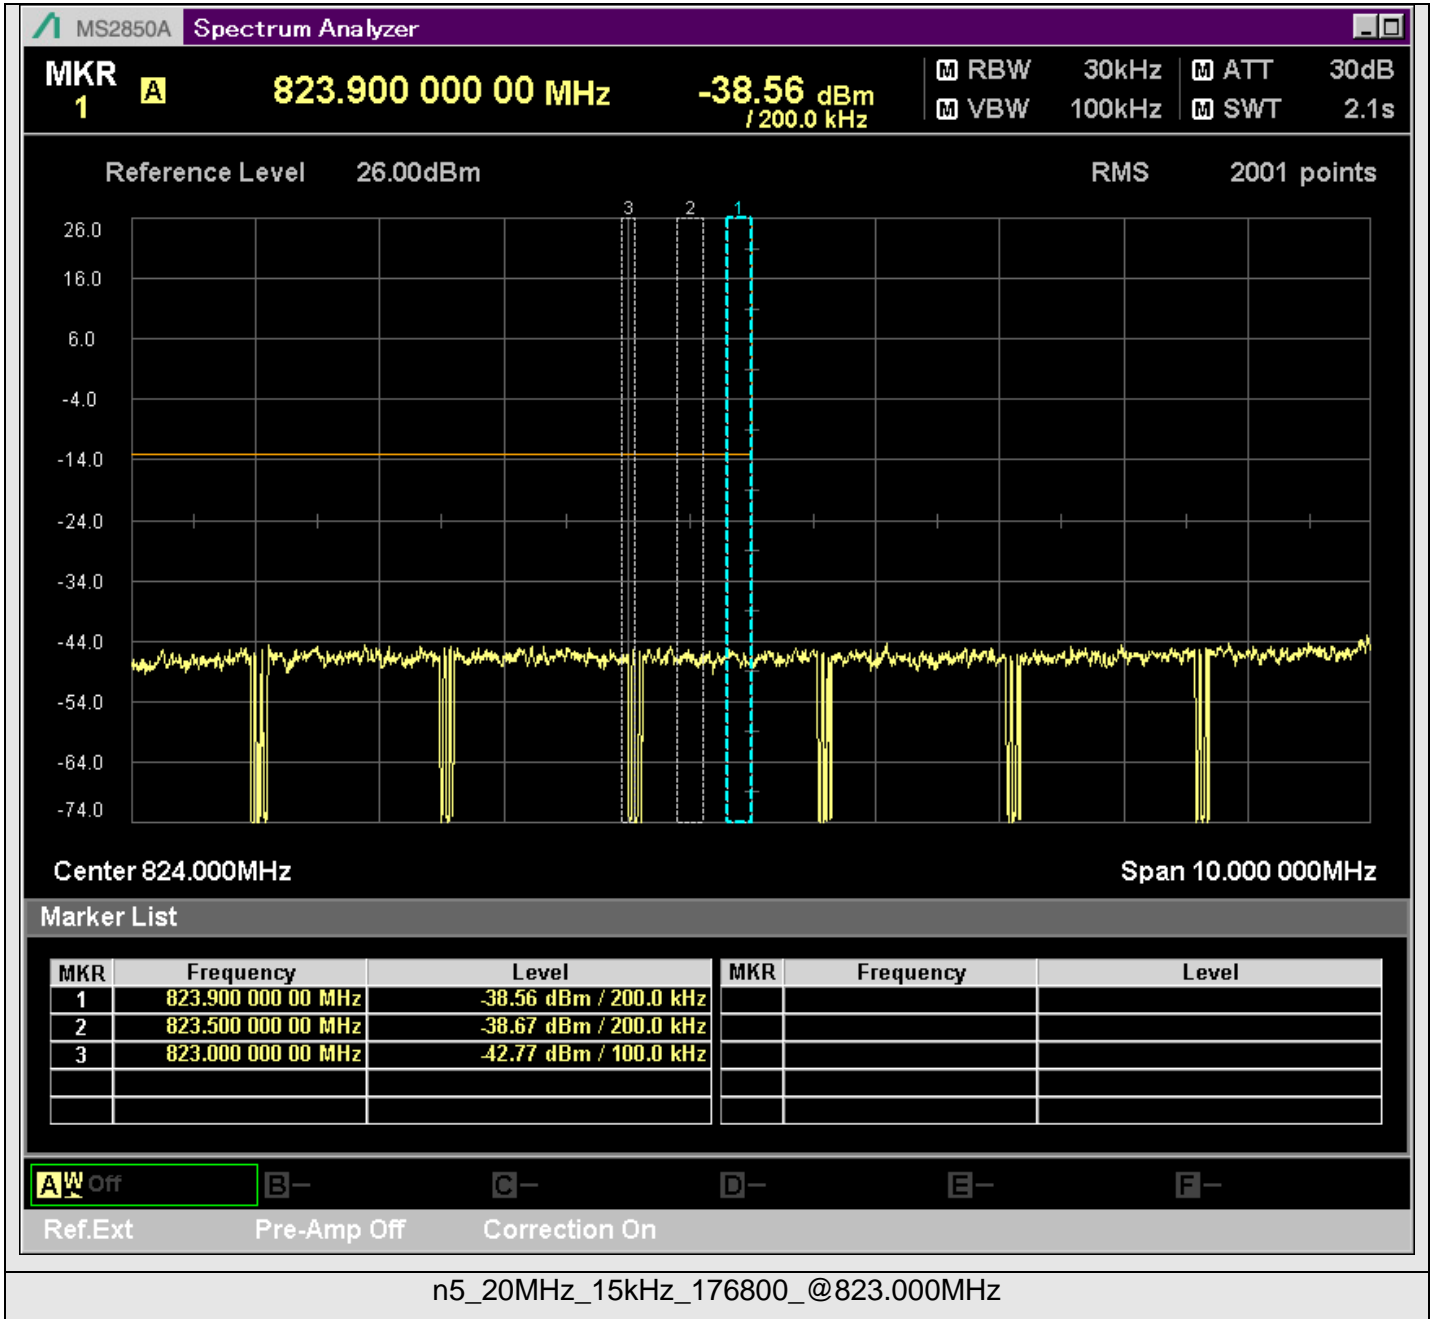 MS2850A Spectrum Analyzer
MKR 1 A 823.900 000 00 MHz -38.56 dBm / 200.0 kHz
M RBW 30kHz M ATT 30dB
M VBW 100kHz M SWT 2.1s
Reference Level 26.00dBm RMS 2001 points
3 2 1
26.0
16.0
6.0
-4.0
-14.0
-24.0
-34.0
-44.0
-54.0
-64.0
-74.0
Center 824.000MHz Span 10.000 000MHz
Marker List
MKR Frequency Level MKR Frequency Level
1 823.900 000 00 MHz -38.56 dBm / 200.0 kHz
2 823.500 000 00 MHz -38.67 dBm / 200.0 kHz
3 823.000 000 00 MHz -42.77 dBm / 100.0 kHz
A W Off B - C - D - E - F -
Ref.Ext Pre-Amp Off Correction On
n5_20MHz_15kHz_176800_@823.000MHz